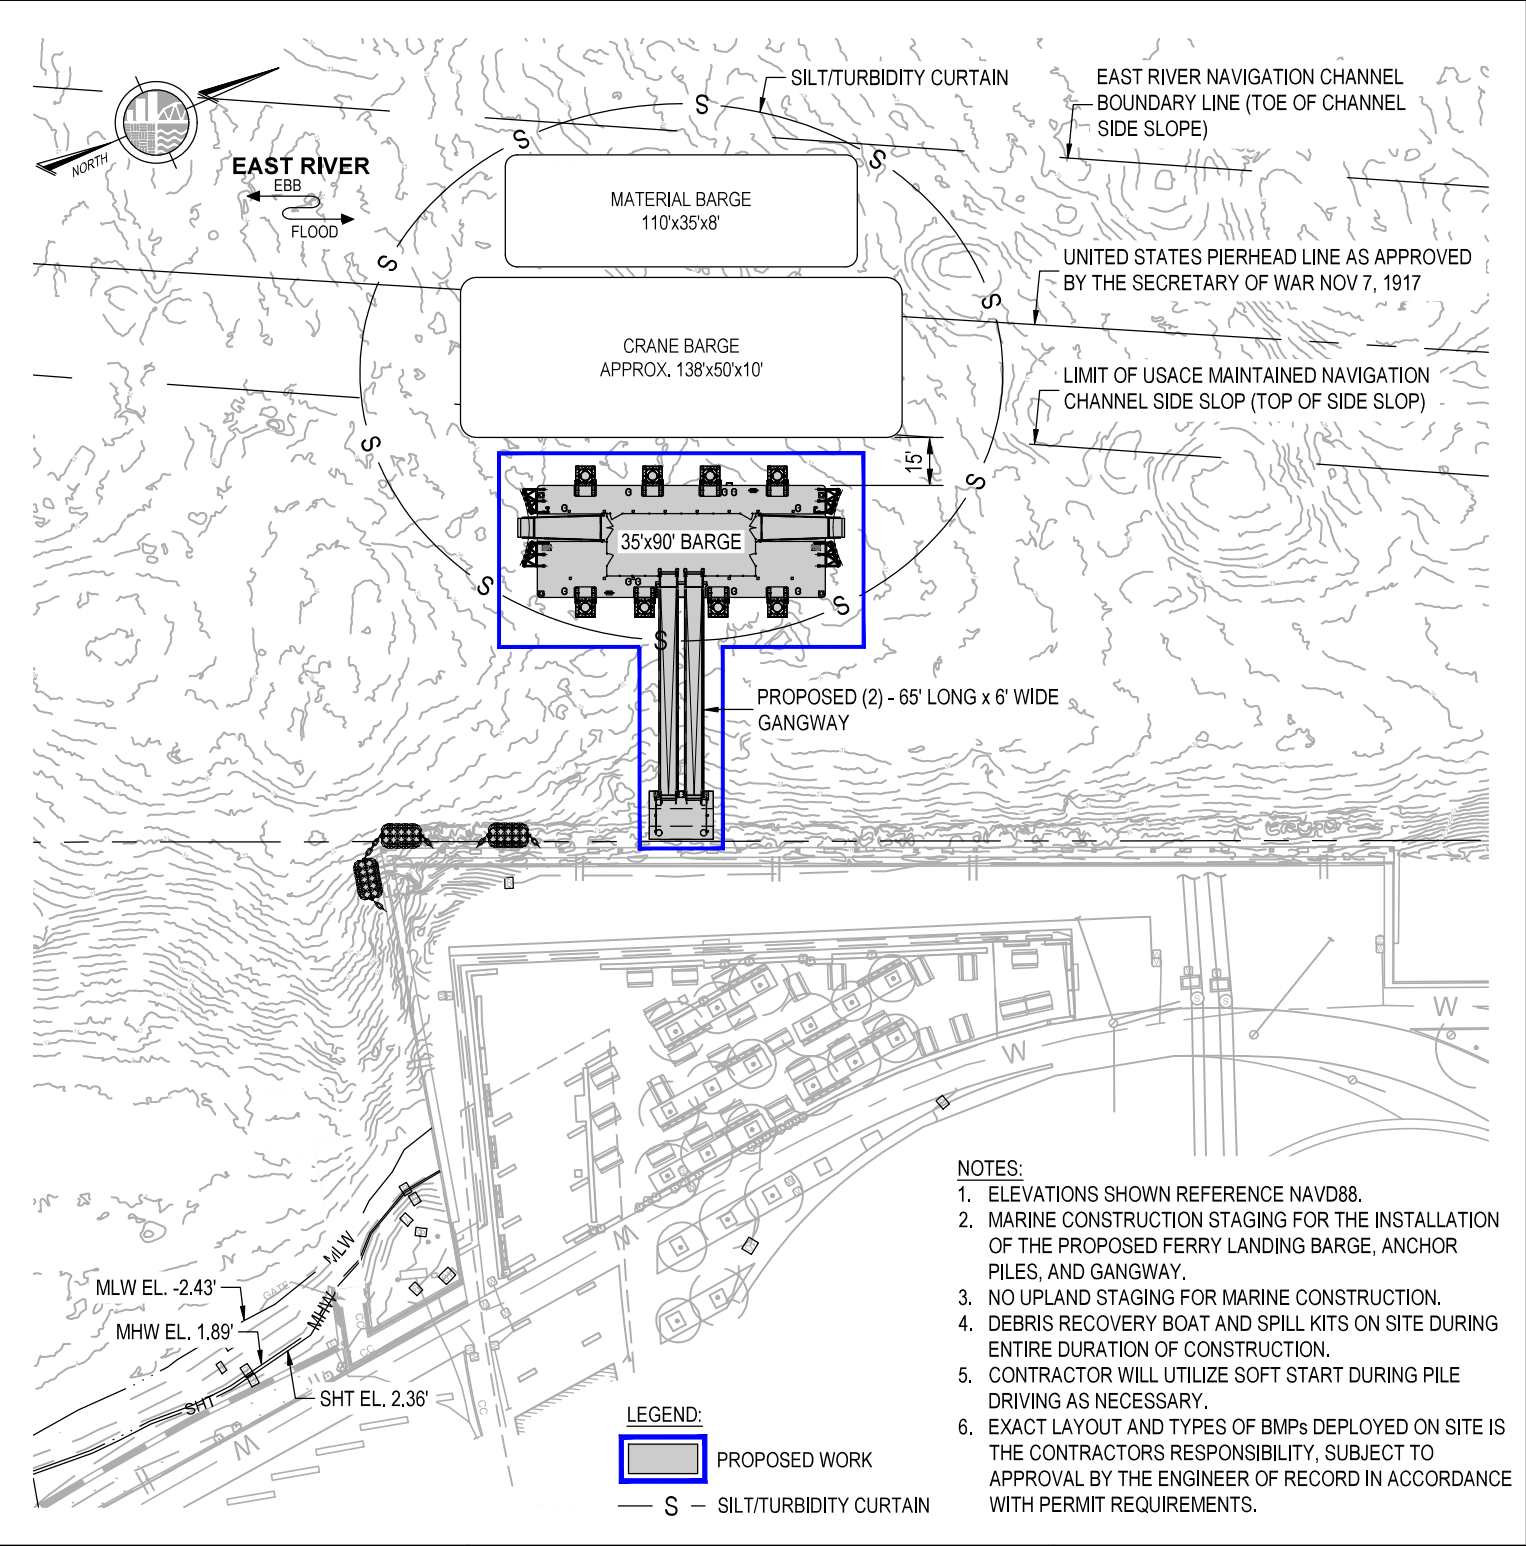 SILT/TURBIDITY CURTAIN
EAST RIVER NAVIGATION CHANNEL
BOUNDARY LINE (TOE OF CHANNEL
SIDE SLOPE)
NORTH
EAST RIVER
EBB
FLOOD
S
S
S
MATERIAL BARGE
110'x35'x8'
S
S
UNITED STATES PIERHEAD LINE AS APPROVED
BY THE SECRETARY OF WAR NOV 7, 1917
CRANE BARGE
APPROX. 138'x50'x10'
LIMIT OF USACE MAINTAINED NAVIGATION
CHANNEL SIDE SLOP (TOP OF SIDE SLOP)
S
15'
S
G
G G
G
G
35'x90' BARGE
G
G G
G
G
S
S
S
PROPOSED (2) - 65' LONG x 6' WIDE
GANGWAY
S
S
W
W
W
MLW
MLW EL. -2.43'
GATE
MHW
MHW EL. 1.89'
CC
CC
CC
SHT EL. 2.36'
SHT
W
CC
NOTES:
1. ELEVATIONS SHOWN REFERENCE NAVD88.
2. MARINE CONSTRUCTION STAGING FOR THE INSTALLATION
OF THE PROPOSED FERRY LANDING BARGE, ANCHOR
PILES, AND GANGWAY.
3. NO UPLAND STAGING FOR MARINE CONSTRUCTION.
4. DEBRIS RECOVERY BOAT AND SPILL KITS ON SITE DURING
ENTIRE DURATION OF CONSTRUCTION.
5. CONTRACTOR WILL UTILIZE SOFT START DURING PILE
DRIVING AS NECESSARY.
6. EXACT LAYOUT AND TYPES OF BMPs DEPLOYED ON SITE IS
THE CONTRACTORS RESPONSIBILITY, SUBJECT TO
APPROVAL BY THE ENGINEER OF RECORD IN ACCORDANCE
WITH PERMIT REQUIREMENTS.
LEGEND:
PROPOSED WORK
S
SILT/TURBIDITY CURTAIN